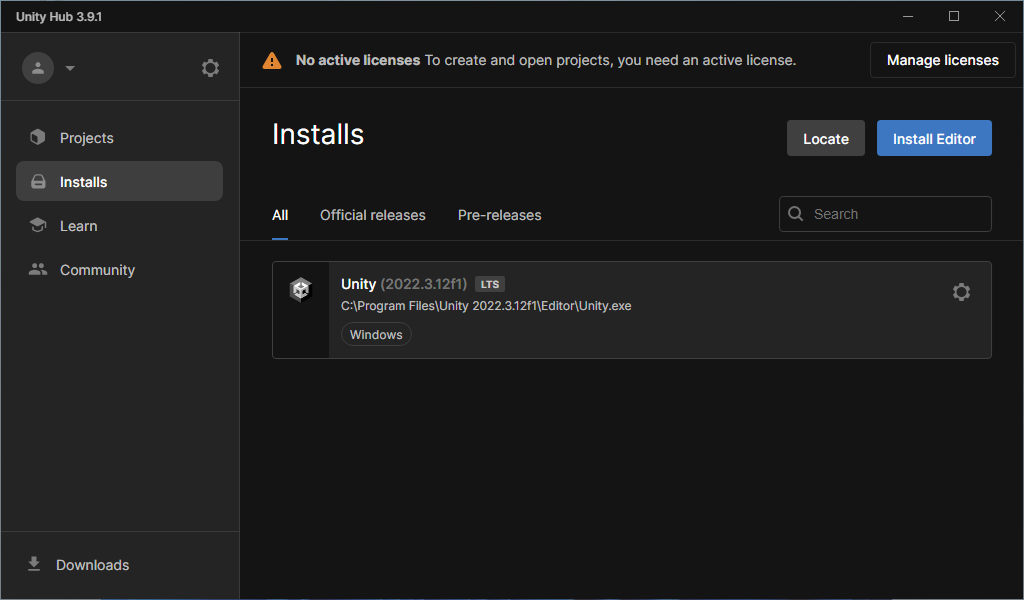 Unity Hub 3.9.1
No active licenses To create and open projects, you need an active license.
Manage licenses
Projects
Installs
Learn
Community
Downloads
Installs
Locate
Install Editor
All
Official releases
Pre-releases
Search
Unity (2022.3.12f1) LTS
C:\Program Files\Unity 2022.3.12f1\Editor\Unity.exe
Windows